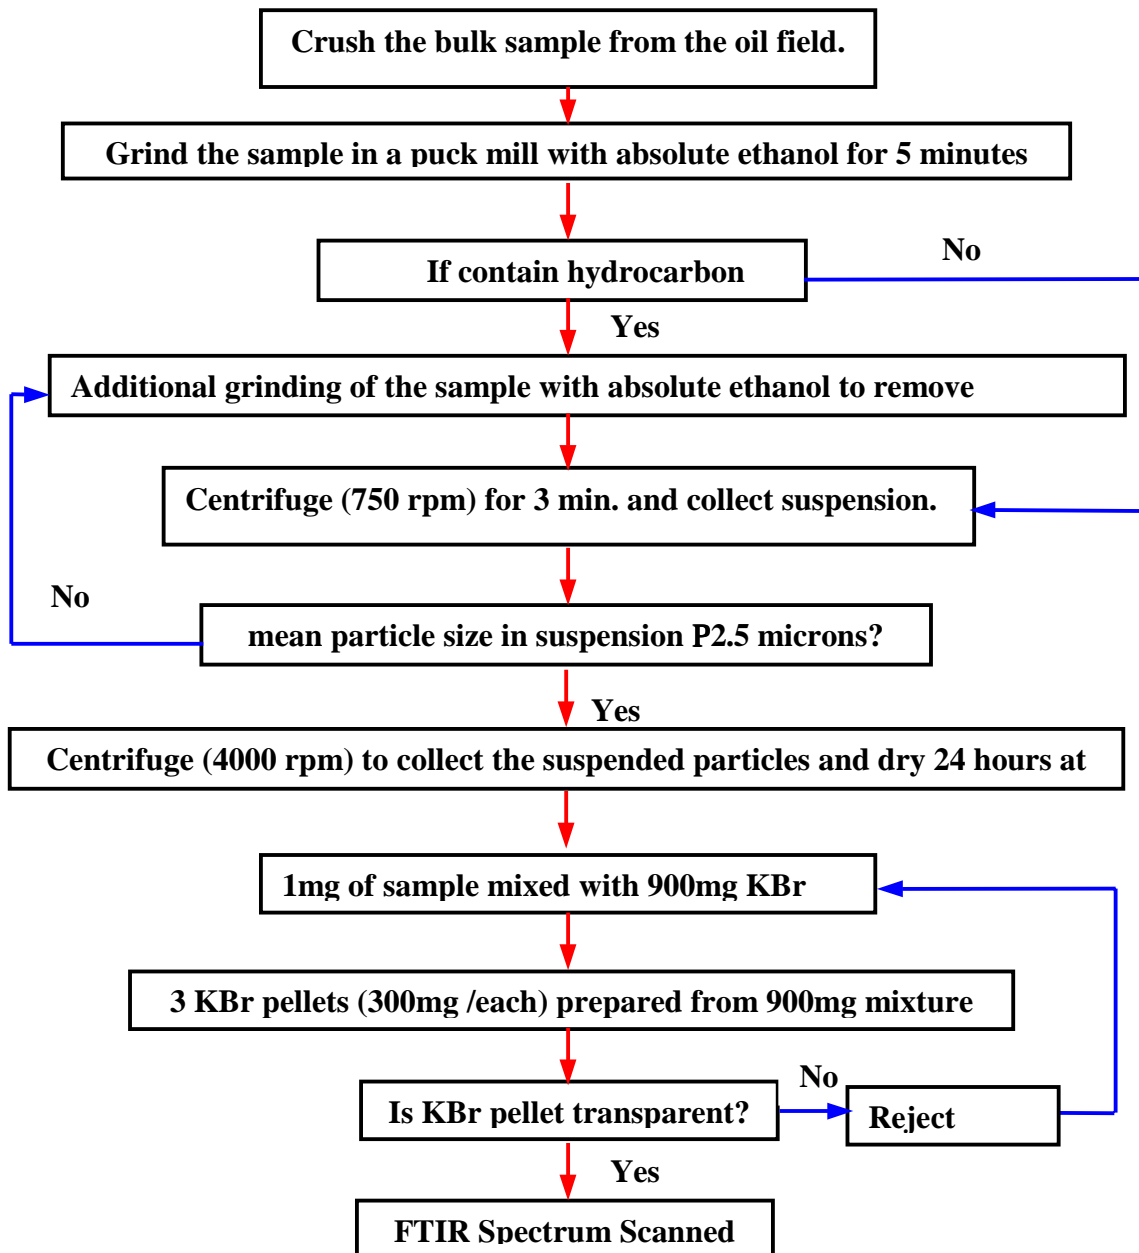 Crush the bulk sample from the oil field.
Grind the sample in a puck mill with absolute ethanol for 5 minutes
If contain hydrocarbon
No
Yes
Additional grinding of the sample with absolute ethanol to remove
Centrifuge (750 rpm) for 3 min. and collect suspension.
No
mean particle size in suspension P2.5 microns?
Yes
Centrifuge (4000 rpm) to collect the suspended particles and dry 24 hours at
1mg of sample mixed with 900mg KBr
3 KBr pellets (300mg /each) prepared from 900mg mixture
Is KBr pellet transparent?
No
Reject
Yes
FTIR Spectrum Scanned